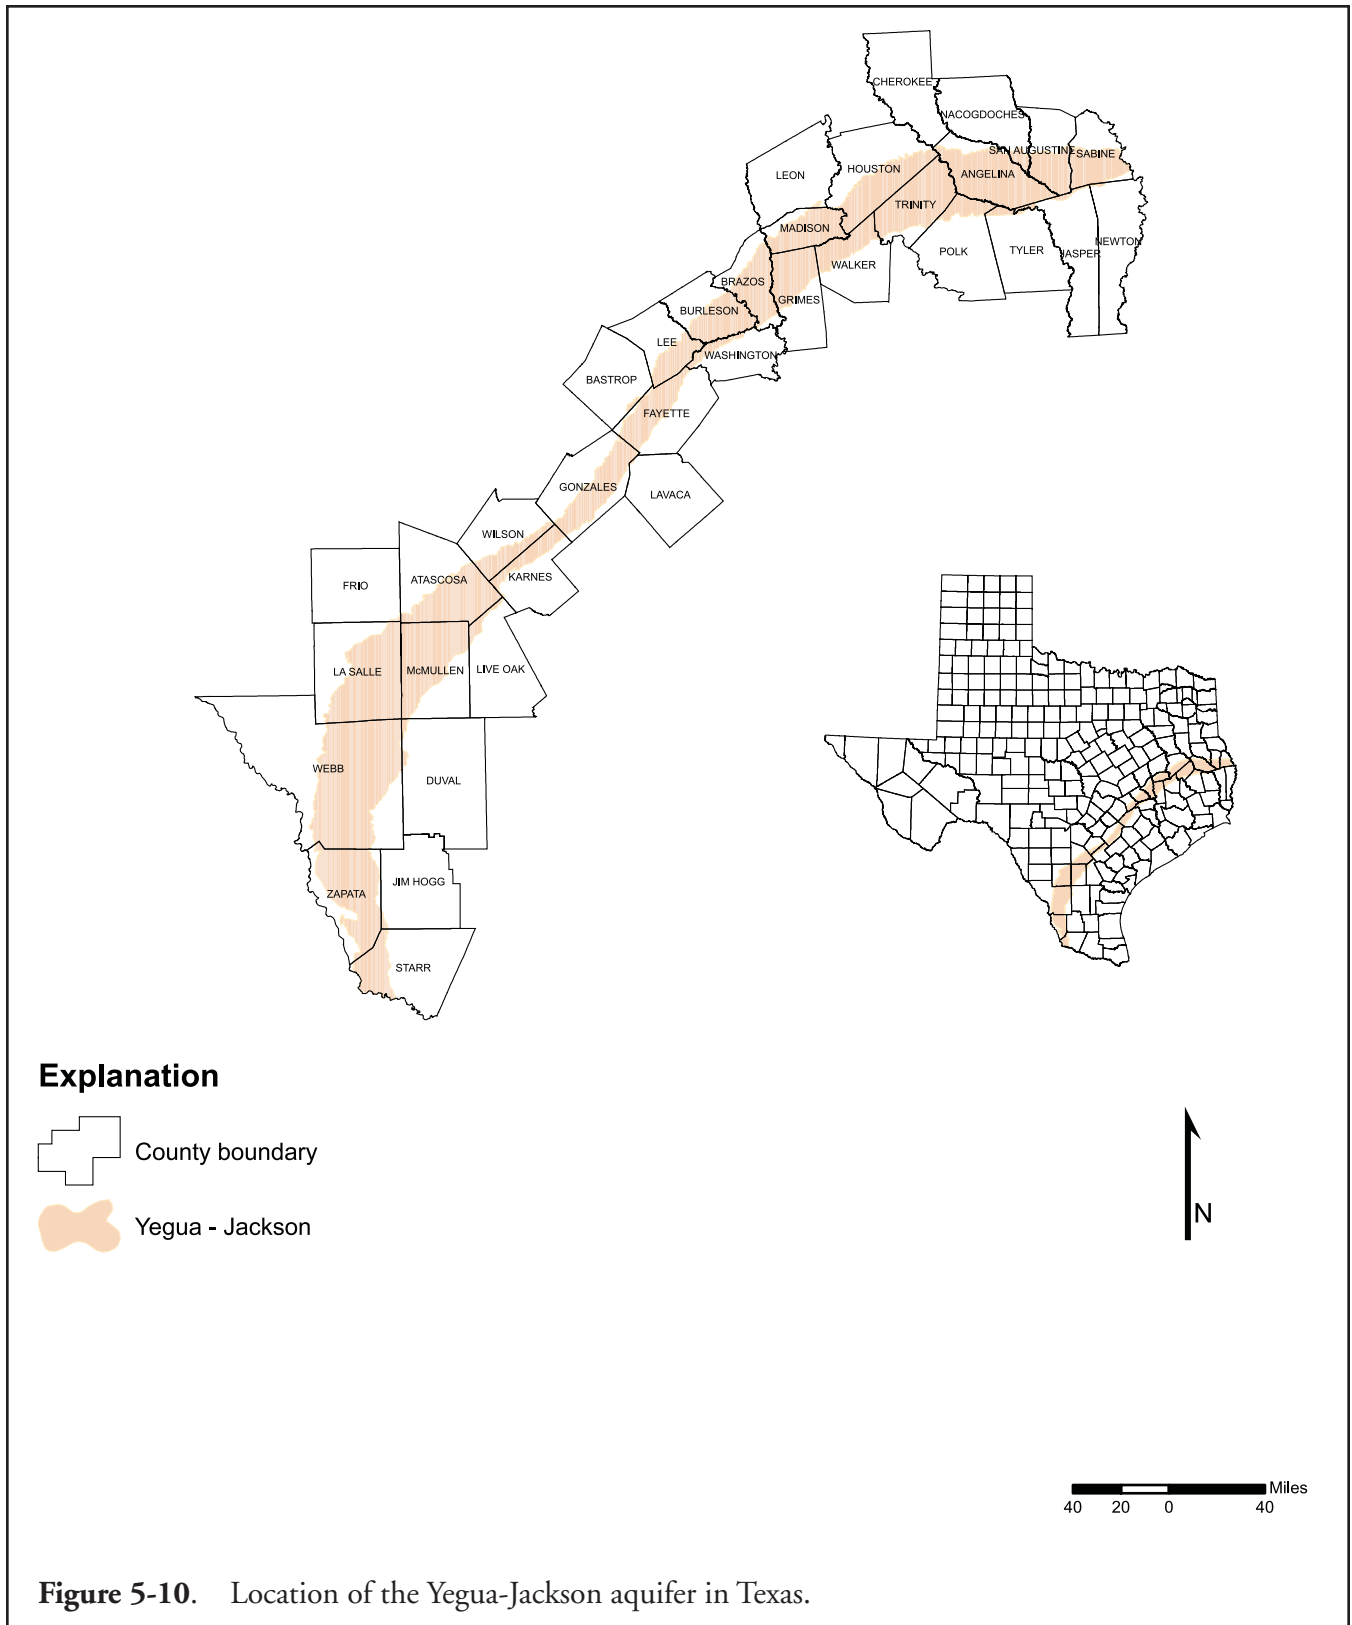 CHEROKEE
NACOGDOCHES
SAN AUGUSTINE
SABINE
HOUSTON
LEON
ANGELINA
TRINITY
MADISON
NEWTON
POLK
TYLER
JASPER
WALKER
BRAZOS
GRIMES
BURLESON
LEE
WASHINGTON
BASTROP
FAYETTE
GONZALES
LAVACA
WILSON
KARNES
ATASCOSA
FRIO
LA SALLE
McMULLEN
LIVE OAK
WEBB
DUVAL
JIM HOGG
ZAPATA
STARR
Explanation
County boundary
Yegua - Jackson
N
Miles
40 20 0 40
Figure 5-10. Location of the Yegua-Jackson aquifer in Texas.